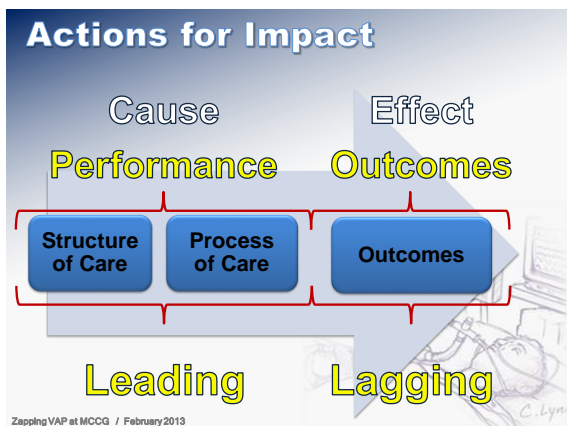 Actions for Impact
Cause Effect
Performance Outcomes
Structure of Care
Process of Care
Outcomes
Leading Lagging
Zapping VAP at MCCG / February 2013